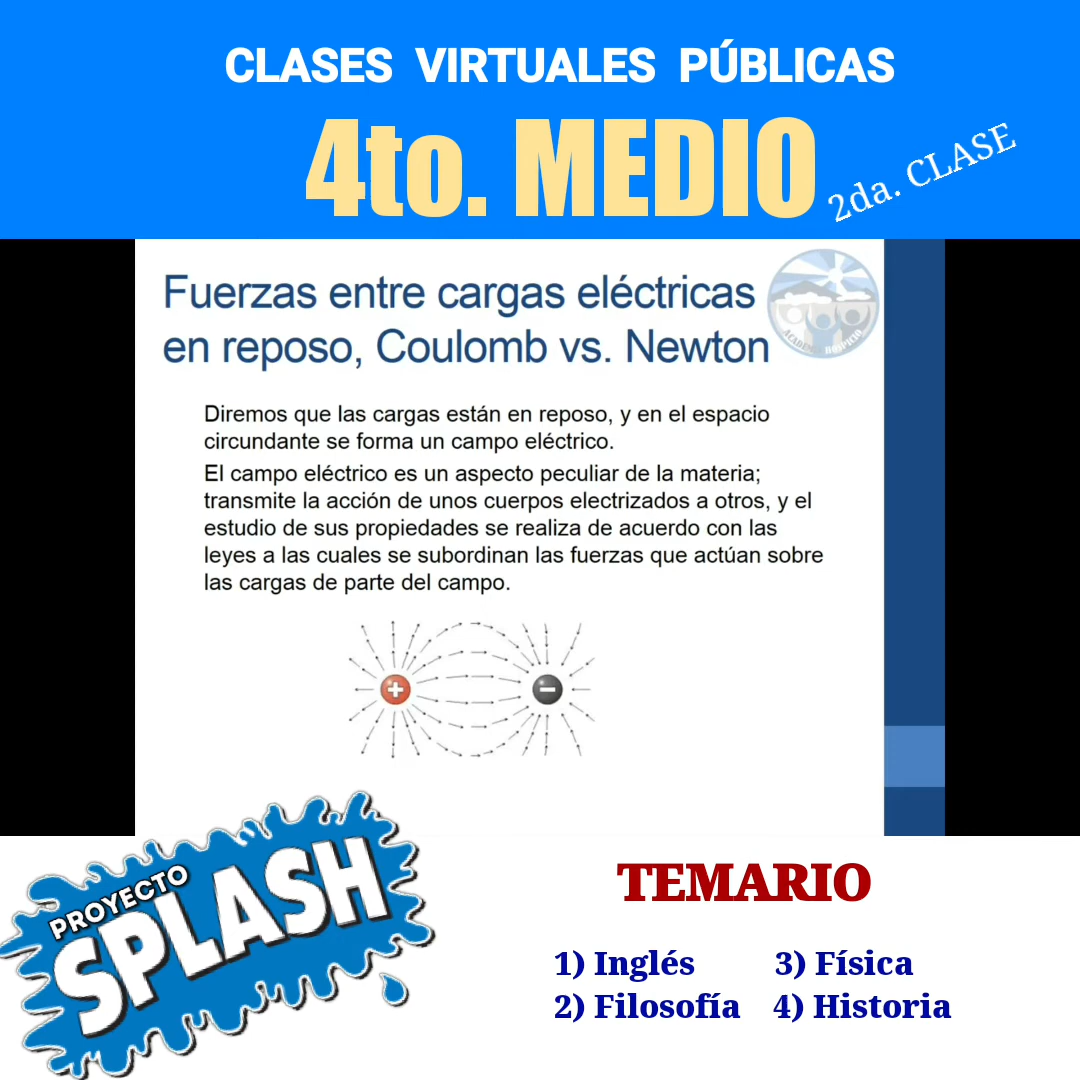 CLASES VIRTUALES PÚBLICAS
4to. MEDIO
2da. CLASE
Fuerzas entre cargas eléctricas
en reposo, Coulomb vs. Newton
ACADEMIA HOSPICIO
Diremos que las cargas están en reposo, y en el espacio
circundante se forma un campo eléctrico.
El campo eléctrico es un aspecto peculiar de la materia;
transmite la acción de unos cuerpos electrizados a otros, y el
estudio de sus propiedades se realiza de acuerdo con las
leyes a las cuales se subordinan las fuerzas que actúan sobre
las cargas de parte del campo.
+ −
PROYECTO
SPLASH
TEMARIO
1) Inglés 3) Física
2) Filosofía 4) Historia